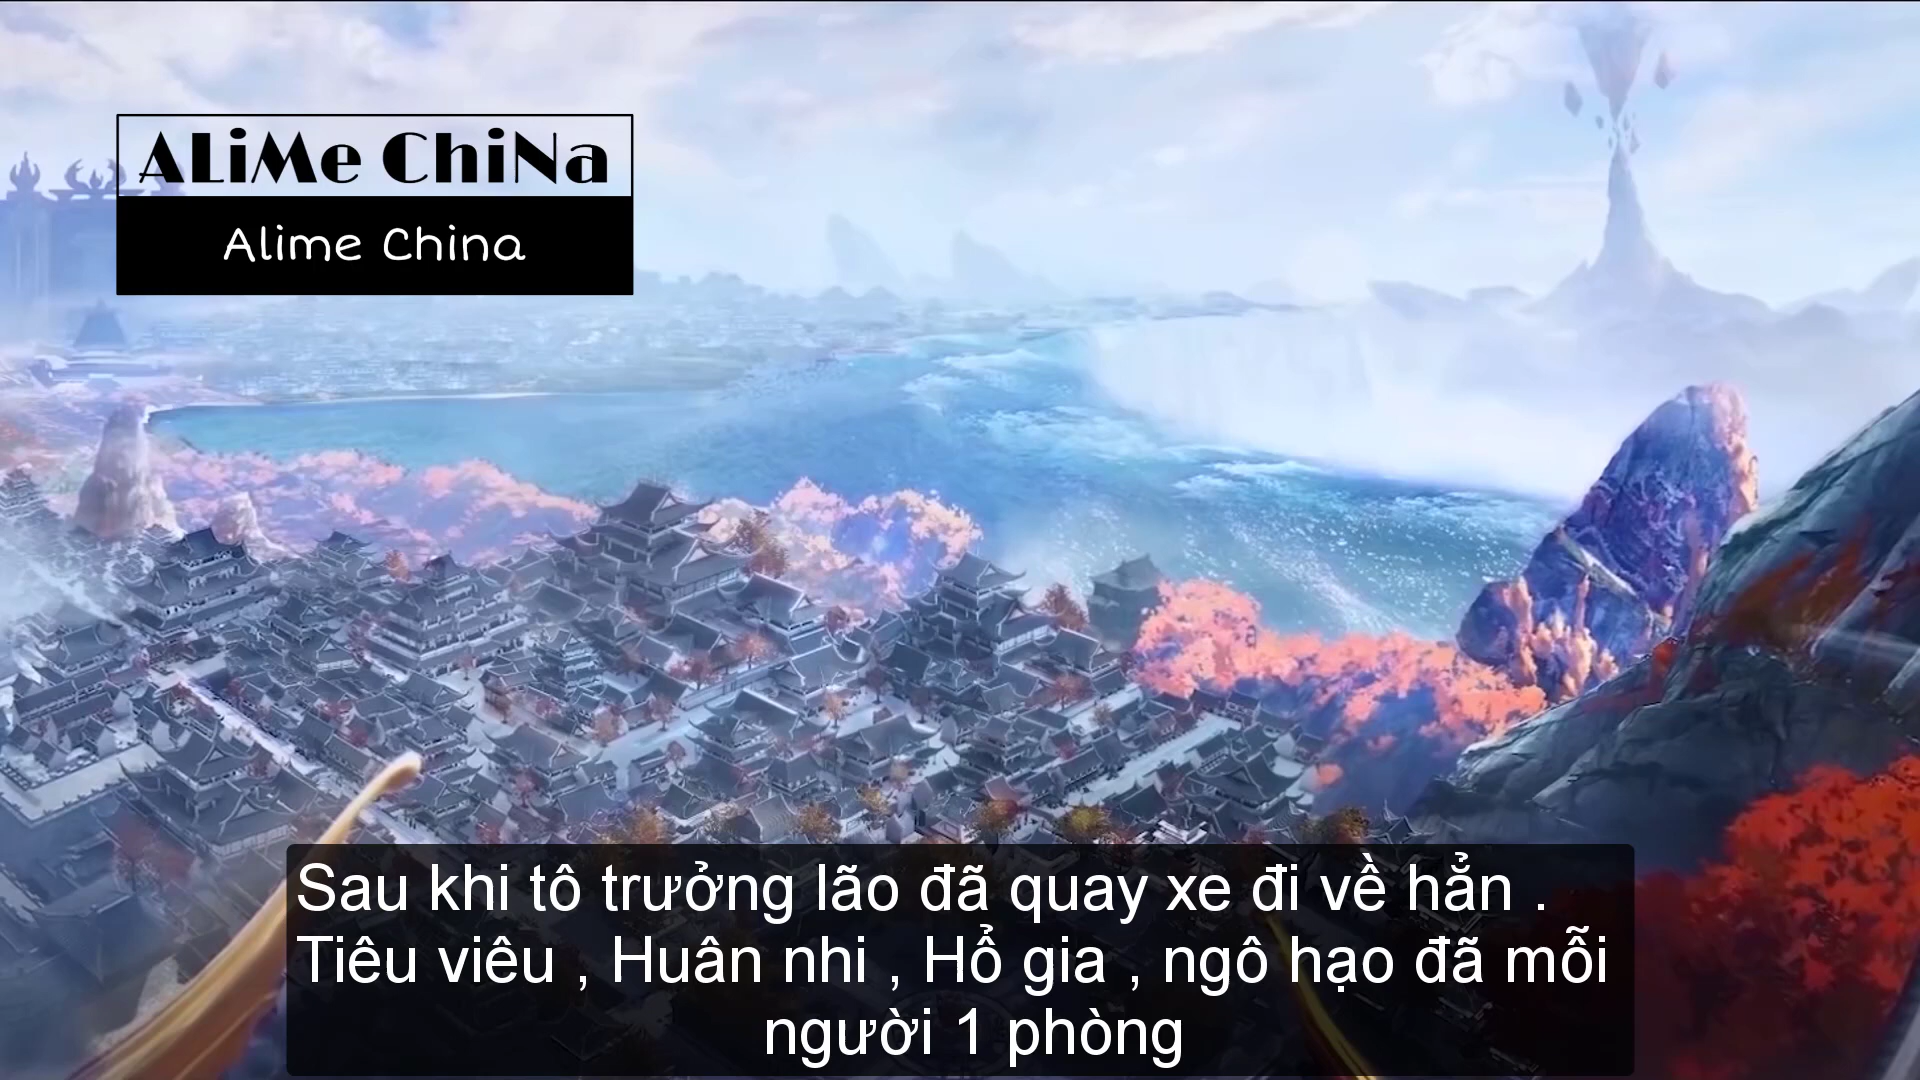 ALiMe ChiNa
Alime China
Sau khi tô trưởng lão đã quay xe đi về hẳn .
Tiêu viêu , Huân nhi , Hổ gia , ngô hạo đã mỗi
người 1 phòng